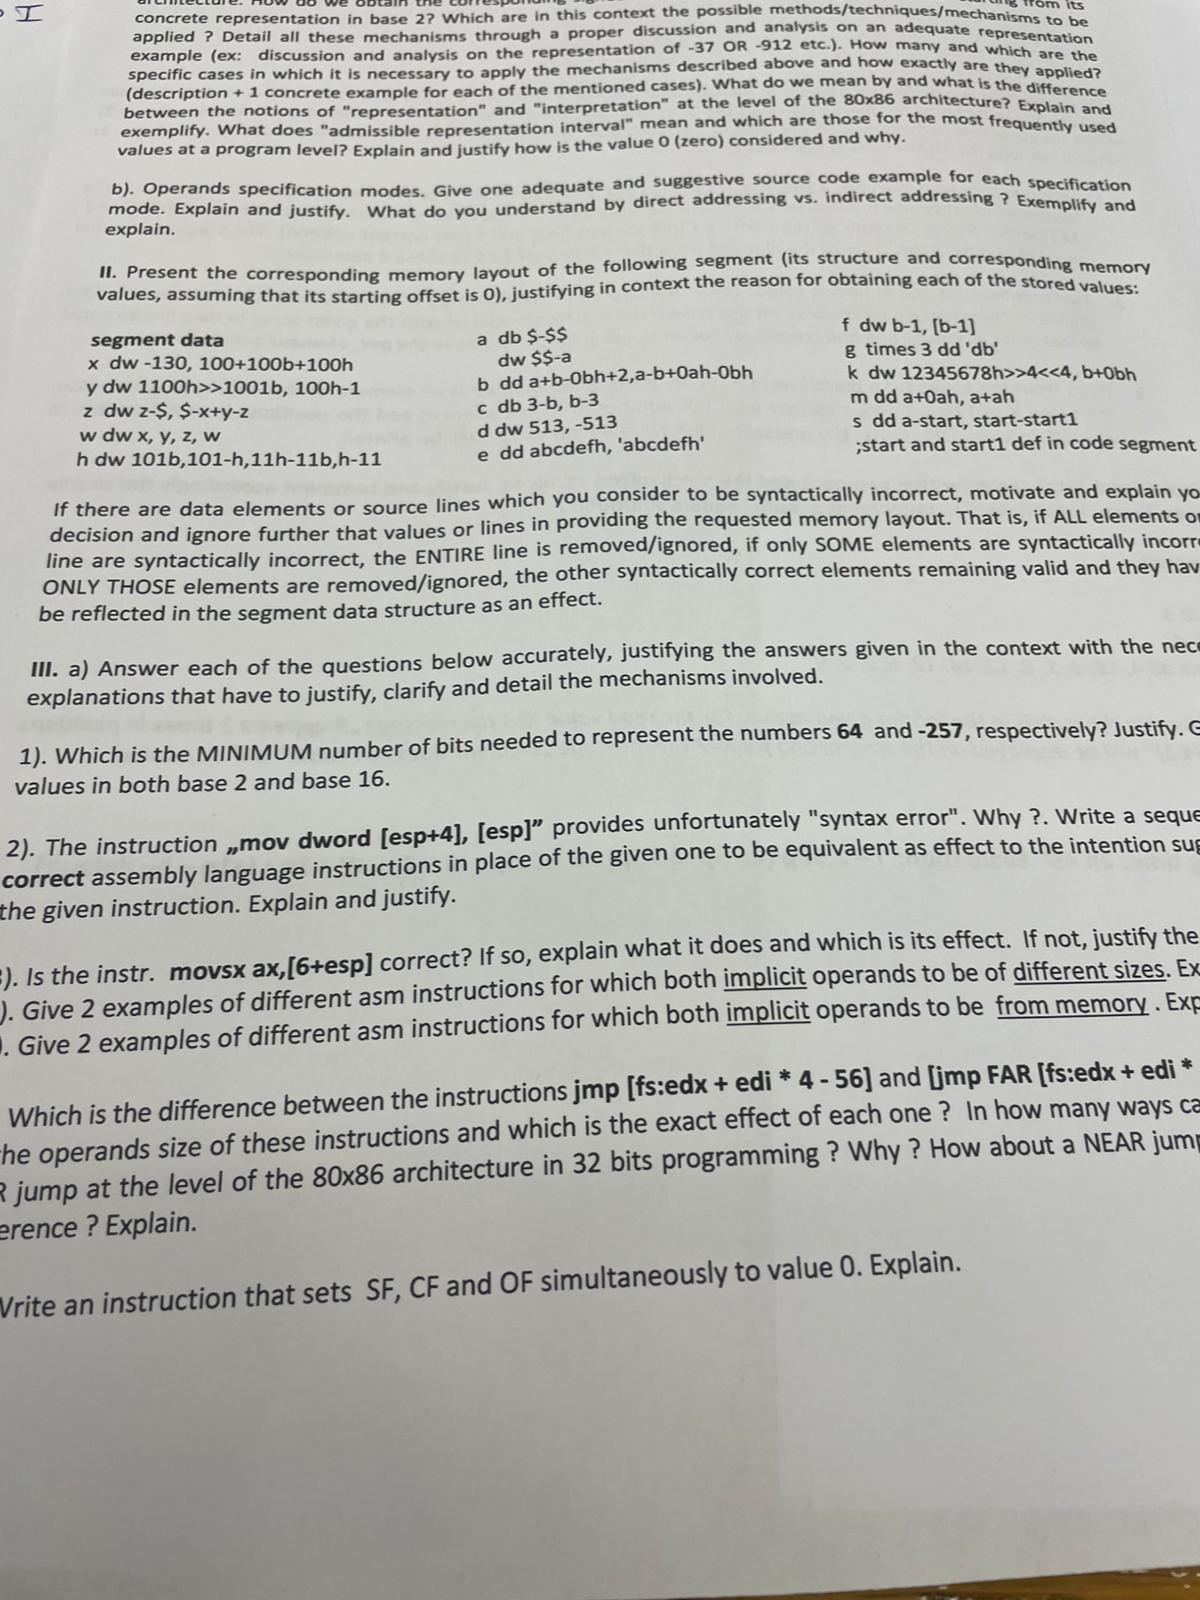 I
architecture. How do we obtain the
from its
concrete representation in base 2? Which are in this context the possible methods/techniques/mechanisms to be
applied ? Detail all these mechanisms through a proper discussion and analysis on an adequate representation
example (ex: discussion and analysis on the representation of -37 OR -912 etc.). How many and which are the
specific cases in which it is necessary to apply the mechanisms described above and how exactly are they applied?
(description + 1 concrete example for each of the mentioned cases). What do we mean by and what is the difference
between the notions of "representation" and "interpretation" at the level of the 80x86 architecture? Explain and
exemplify. What does "admissible representation interval" mean and which are those for the most frequently used
values at a program level? Explain and justify how is the value 0 (zero) considered and why.
b). Operands specification modes. Give one adequate and suggestive source code example for each specification
mode. Explain and justify. What do you understand by direct addressing vs. indirect addressing ? Exemplify and
explain.
II. Present the corresponding memory layout of the following segment (its structure and corresponding memory
values, assuming that its starting offset is 0), justifying in context the reason for obtaining each of the stored values:
segment data
x dw -130, 100+100b+100h
y dw 1100h>>1001b, 100h-1
z dw z-$, $-x+y-z
w dw x, y, z, w
h dw 101b,101-h,11h-11b,h-11
a db $-$$
dw $$-a
b dd a+b-0bh+2,a-b+0ah-0bh
c db 3-b, b-3
d dw 513, -513
e dd abcdefh, 'abcdefh'
f dw b-1, [b-1]
g times 3 dd 'db'
k dw 12345678h>>4<<4, b+0bh
m dd a+0ah, a+ah
s dd a-start, start-start1
;start and start1 def in code segment
If there are data elements or source lines which you consider to be syntactically incorrect, motivate and explain yo
decision and ignore further that values or lines in providing the requested memory layout. That is, if ALL elements o
line are syntactically incorrect, the ENTIRE line is removed/ignored, if only SOME elements are syntactically incorr
ONLY THOSE elements are removed/ignored, the other syntactically correct elements remaining valid and they hav
be reflected in the segment data structure as an effect.
III. a) Answer each of the questions below accurately, justifying the answers given in the context with the nece
explanations that have to justify, clarify and detail the mechanisms involved.
1). Which is the MINIMUM number of bits needed to represent the numbers 64 and -257, respectively? Justify. G
values in both base 2 and base 16.
2). The instruction „mov dword [esp+4], [esp]” provides unfortunately "syntax error". Why ?. Write a seque
correct assembly language instructions in place of the given one to be equivalent as effect to the intention sug
the given instruction. Explain and justify.
). Is the instr. movsx ax,[6+esp] correct? If so, explain what it does and which is its effect. If not, justify the
). Give 2 examples of different asm instructions for which both implicit operands to be of different sizes. Ex
. Give 2 examples of different asm instructions for which both implicit operands to be from memory . Exp
Which is the difference between the instructions jmp [fs:edx + edi * 4 - 56] and [jmp FAR [fs:edx + edi *
he operands size of these instructions and which is the exact effect of each one ? In how many ways ca
R jump at the level of the 80x86 architecture in 32 bits programming ? Why ? How about a NEAR jump
erence ? Explain.
Write an instruction that sets SF, CF and OF simultaneously to value 0. Explain.